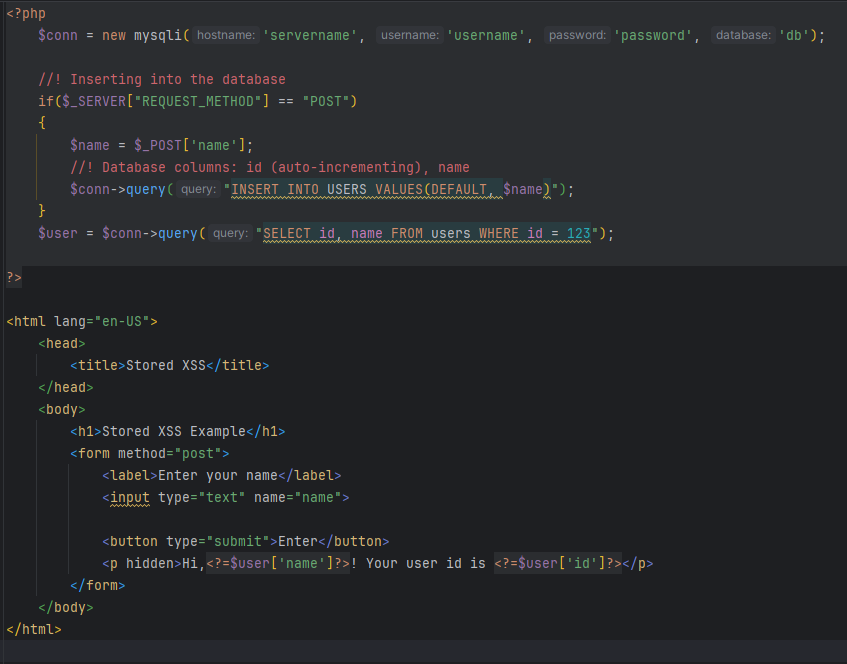 <?php
$conn = new mysqli( hostname: 'servername', username: 'username', password: 'password', database: 'db');
//! Inserting into the database
if($_SERVER["REQUEST_METHOD"] == "POST")
{
$name = $_POST['name'];
//! Database columns: id (auto-incrementing), name
$conn->query( query: "INSERT INTO USERS VALUES(DEFAULT, $name)");
}
$user = $conn->query( query: "SELECT id, name FROM users WHERE id = 123");
?>
<html lang="en-US">
<head>
<title>Stored XSS</title>
</head>
<body>
<h1>Stored XSS Example</h1>
<form method="post">
<label>Enter your name</label>
<input type="text" name="name">
<button type="submit">Enter</button>
<p hidden>Hi,<?=$user['name']?>! Your user id is <?=$user['id']?></p>
</form>
</body>
</html>